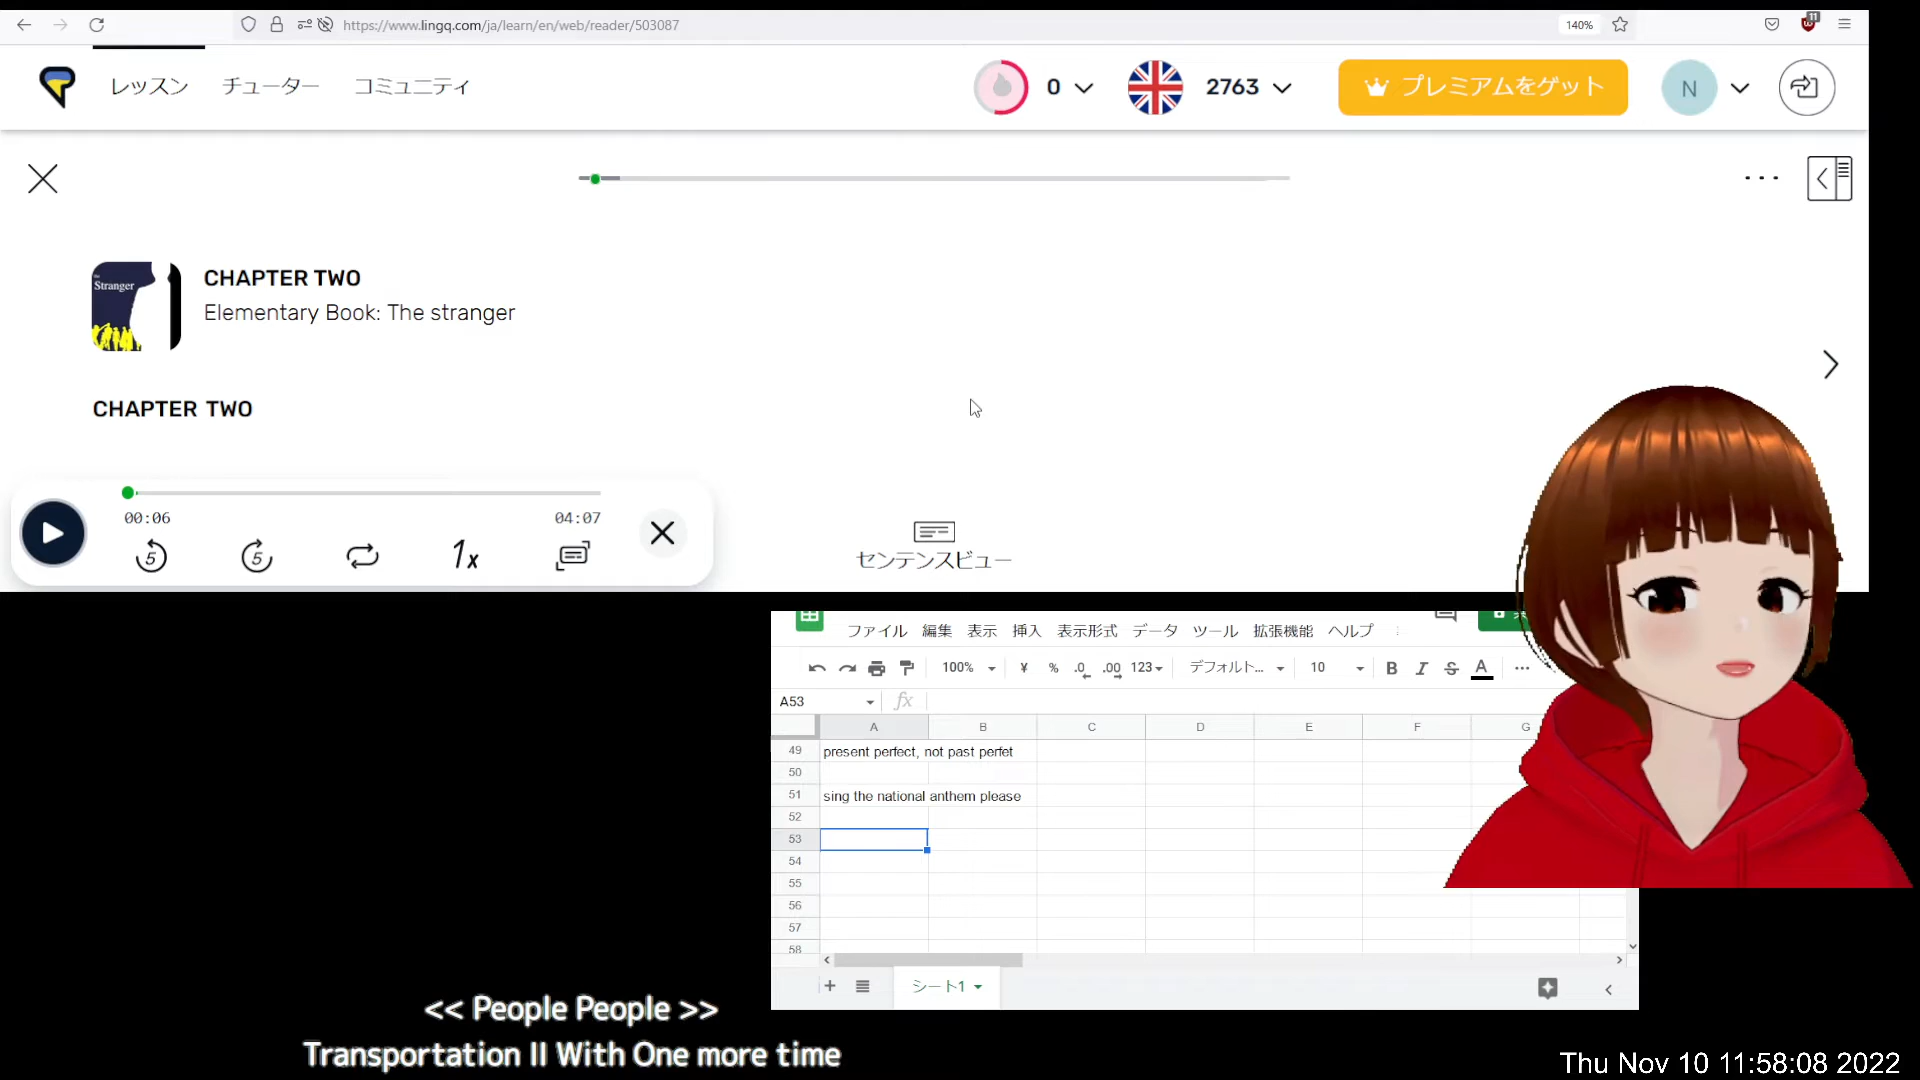 https://www.lingq.com/ja/learn/en/web/reader/503087
140%
11
レッスン
チューター
コミュニティ
0
2763
プレミアムをゲット
N
Stranger
CHAPTER TWO
Elementary Book: The stranger
CHAPTER TWO
00:06
04:07
5
5
1x
センテンスビュー
ファイル 編集 表示 挿入 表示形式 データ ツール 拡張機能 ヘルプ
100% ¥ % .0 .00 123 デフォルト... 10 B I S A
A53
fx
A B C D E F G
49 present perfect, not past perfet
50
51 sing the national anthem please
52
53
54
55
56
57
58
シート1
<< People People >>
Transportation II With One more time
Thu Nov 10 11:58:08 2022